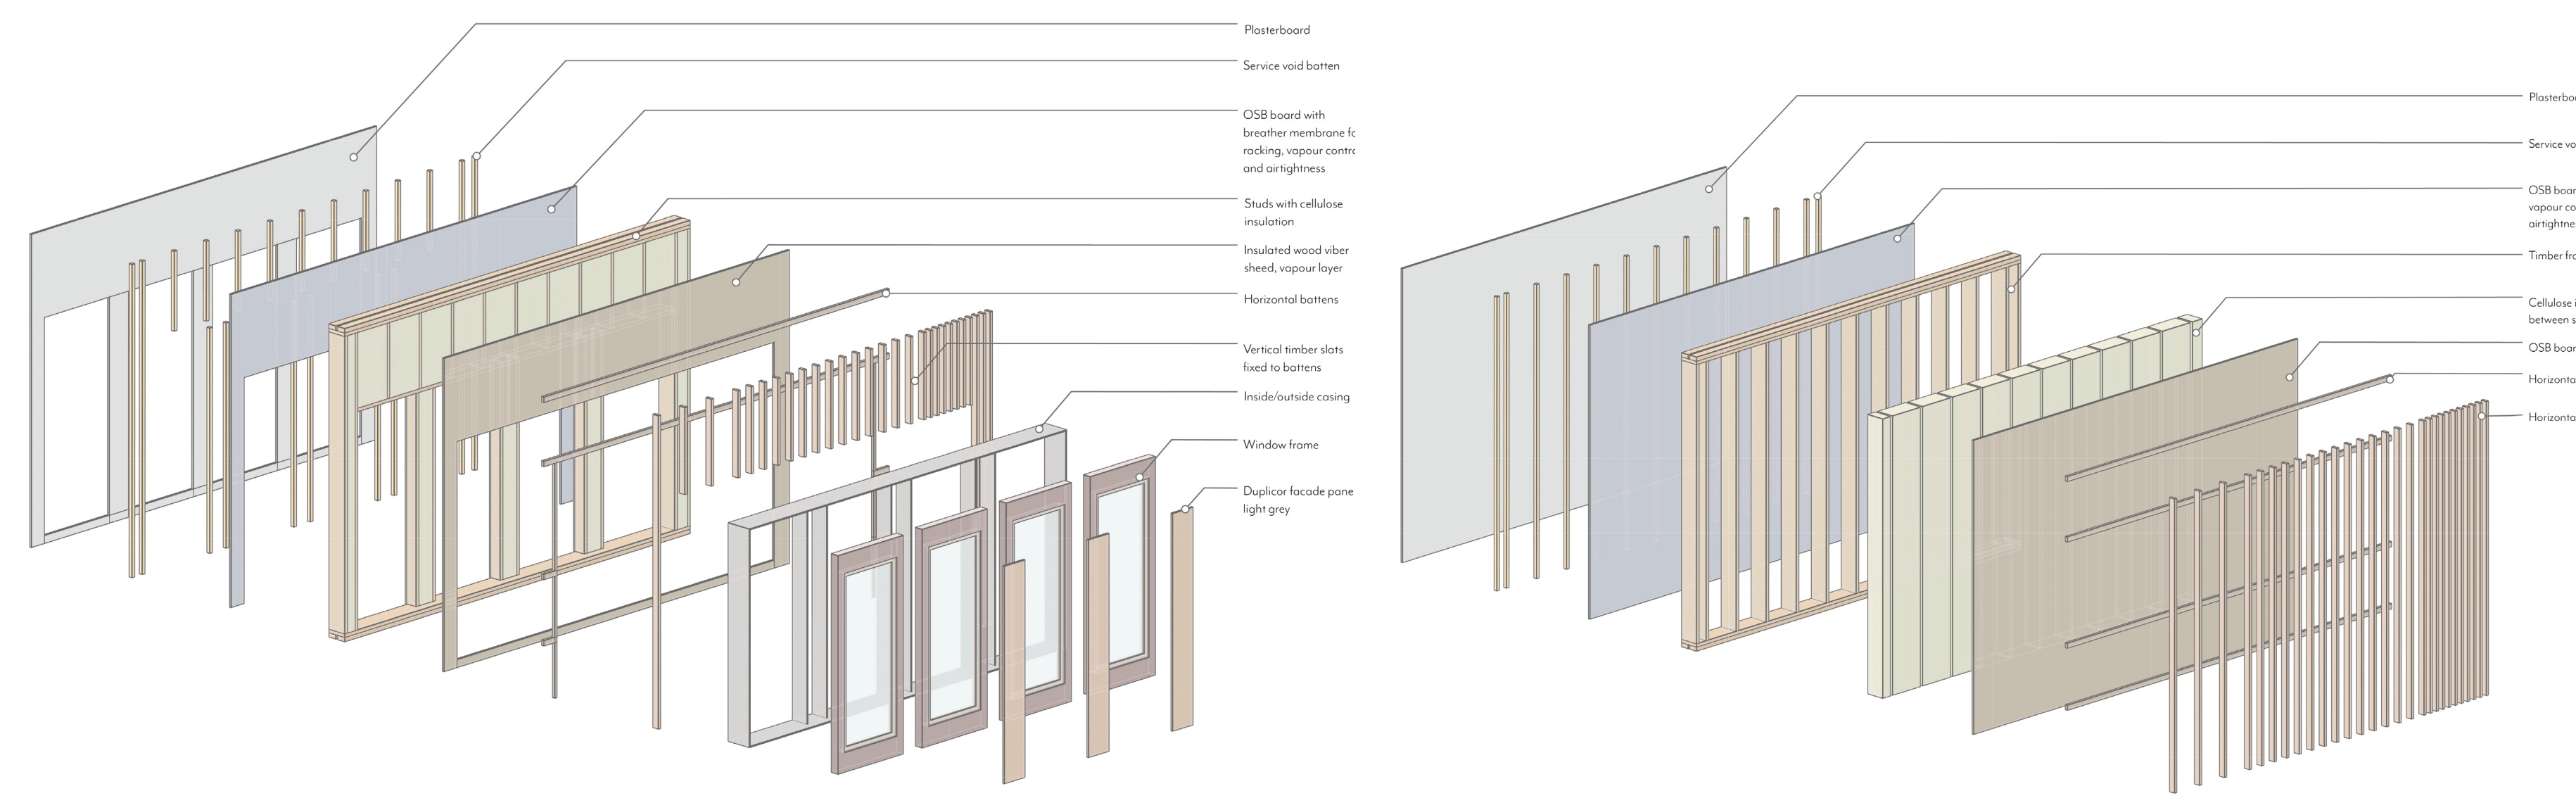 Plasterboard
Service void batten
OSB board with
breather membrane fo
racking, vapour contro
and airtightness
Studs with cellulose
insulation
Insulated wood viber
sheed, vapour layer
Horizontal battens
Vertical timber slats
fixed to battens
Inside/outside casing
Window frame
Duplicor facade pane
light grey
Plasterboa
Service vo
OSB boar
vapour co
airtightne
Timber fra
Cellulose i
between s
OSB boar
Horizonta
Horizonta